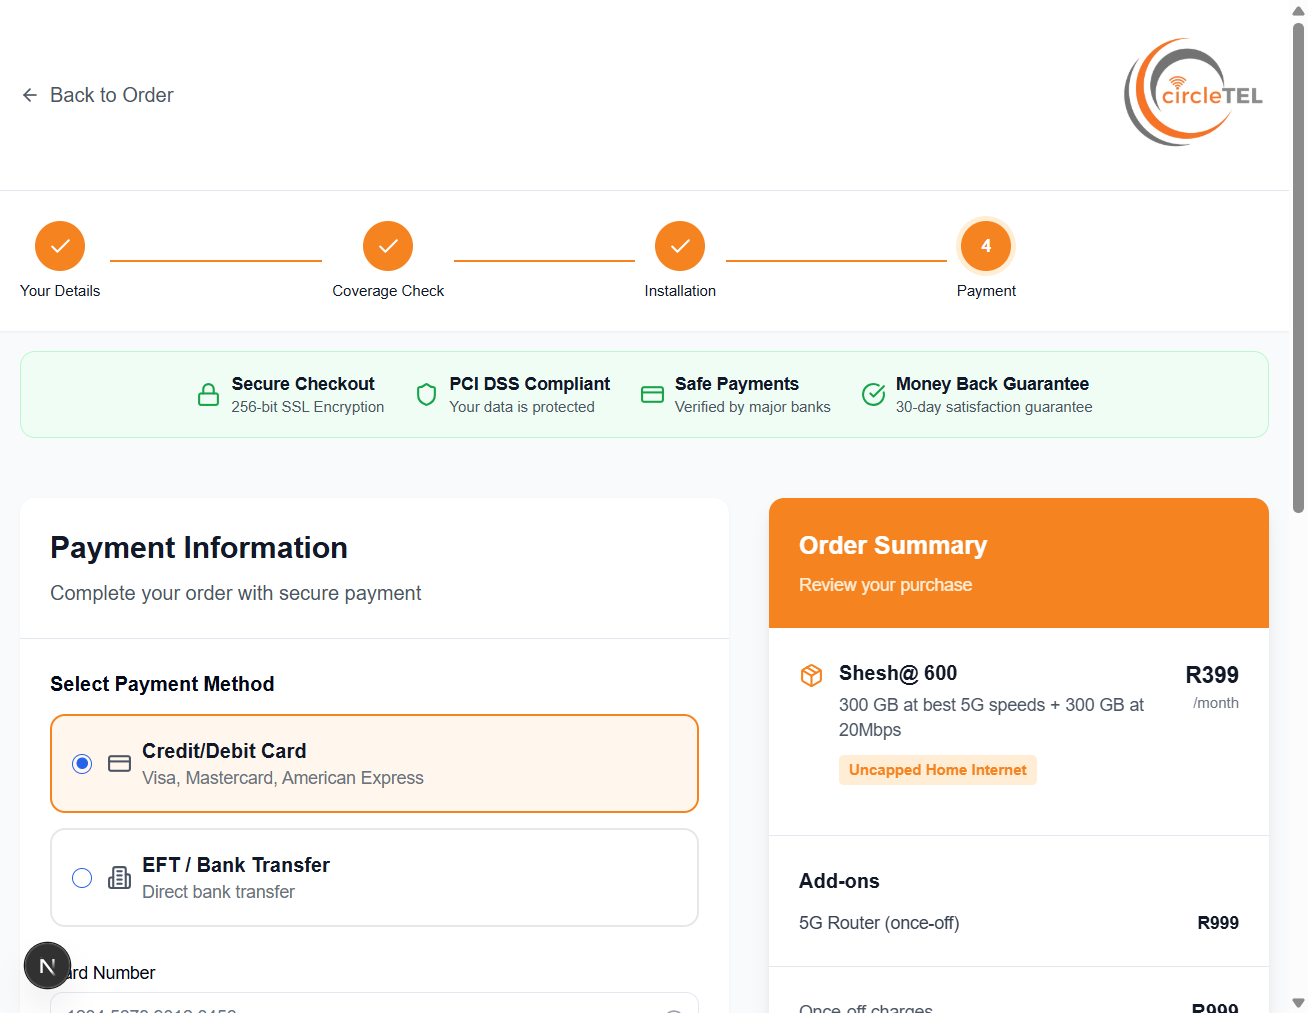 Back to Order
circleTEL
4
Your Details
Coverage Check
Installation
Payment
Secure Checkout
256-bit SSL Encryption
PCI DSS Compliant
Your data is protected
Safe Payments
Verified by major banks
Money Back Guarantee
30-day satisfaction guarantee
Payment Information
Complete your order with secure payment
Select Payment Method
Credit/Debit Card
Visa, Mastercard, American Express
EFT / Bank Transfer
Direct bank transfer
N
ard Number
Order Summary
Review your purchase
Shesh@ 600
R399
300 GB at best 5G speeds + 300 GB at
/month
20Mbps
Uncapped Home Internet
Add-ons
5G Router (once-off)
R999
Once-off charges
R999